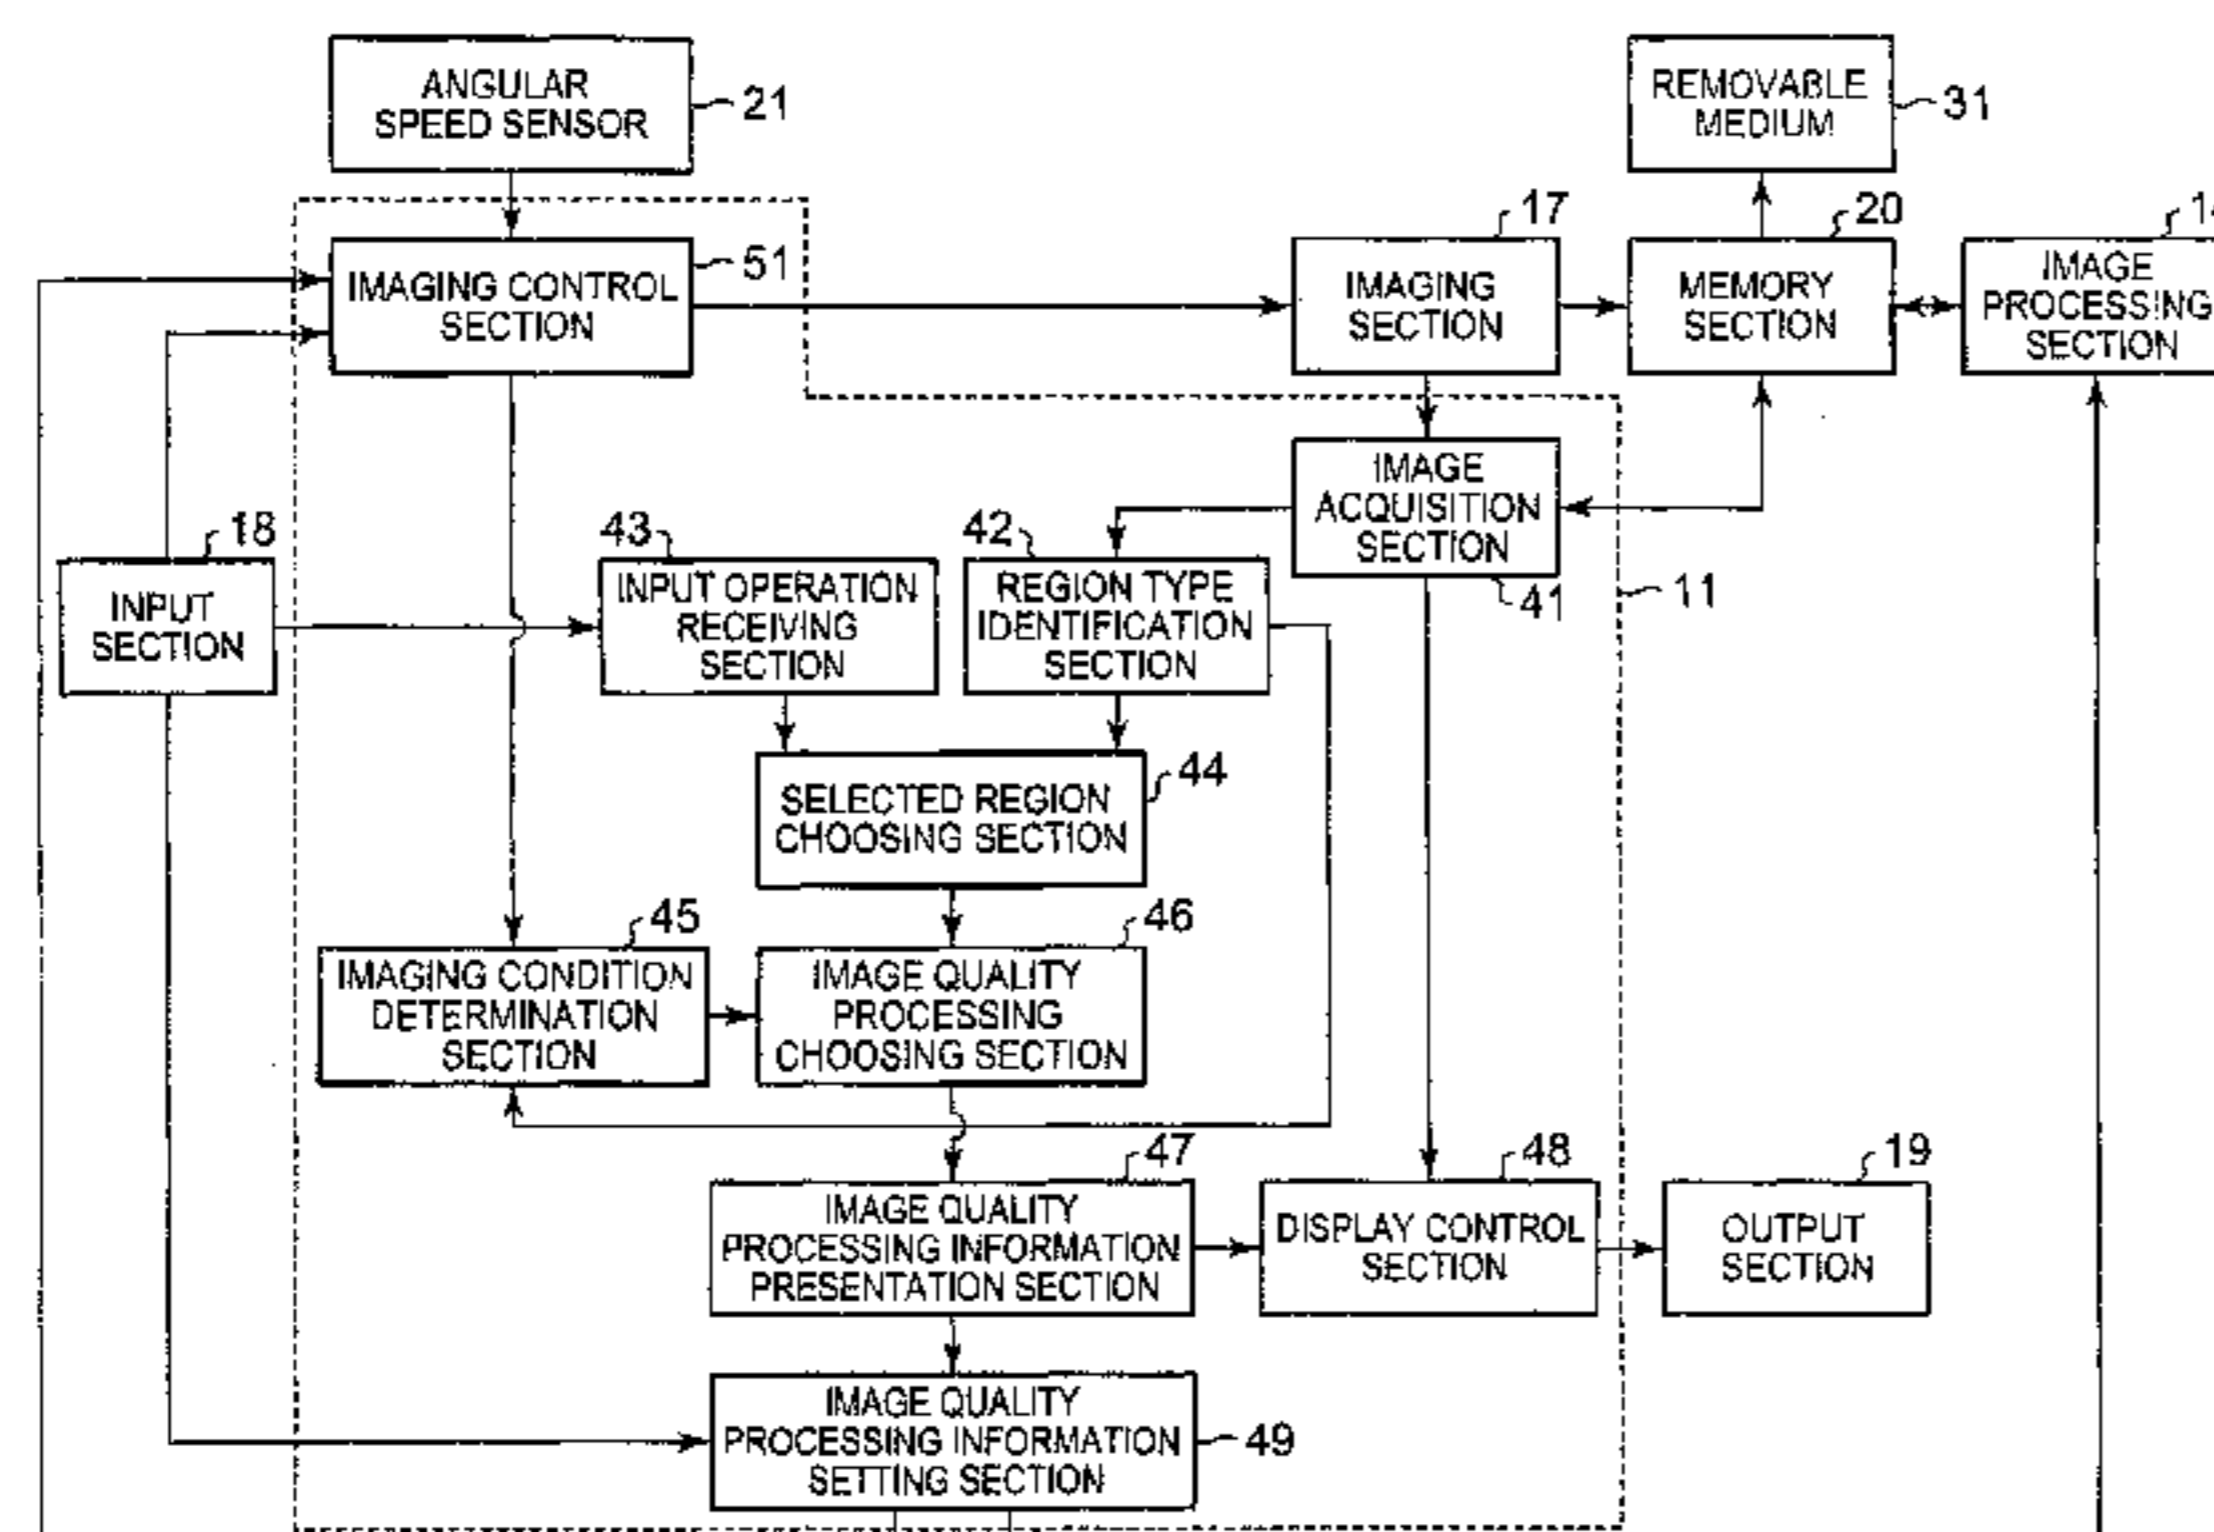 ANGULAR
SPEED SENSOR
21
REMOVABLE
MEDIUM
31
IMAGING CONTROL
SECTION
51
IMAGING
SECTION
17
MEMORY
SECTION
20
IMAGE
PROCESSING
SECTION
INPUT
SECTION
18
INPUT OPERATION
RECEIVING
SECTION
43
REGION TYPE
IDENTIFICATION
SECTION
42
IMAGE
ACQUISITION
SECTION
41
11
SELECTED REGION
CHOOSING SECTION
44
IMAGING CONDITION
DETERMINATION
SECTION
45
IMAGE QUALITY
PROCESSING
CHOOSING SECTION
46
IMAGE QUALITY
PROCESSING INFORMATION
PRESENTATION SECTION
47
DISPLAY CONTROL
SECTION
48
OUTPUT
SECTION
19
IMAGE QUALITY
PROCESSING INFORMATION
SETTING SECTION
49